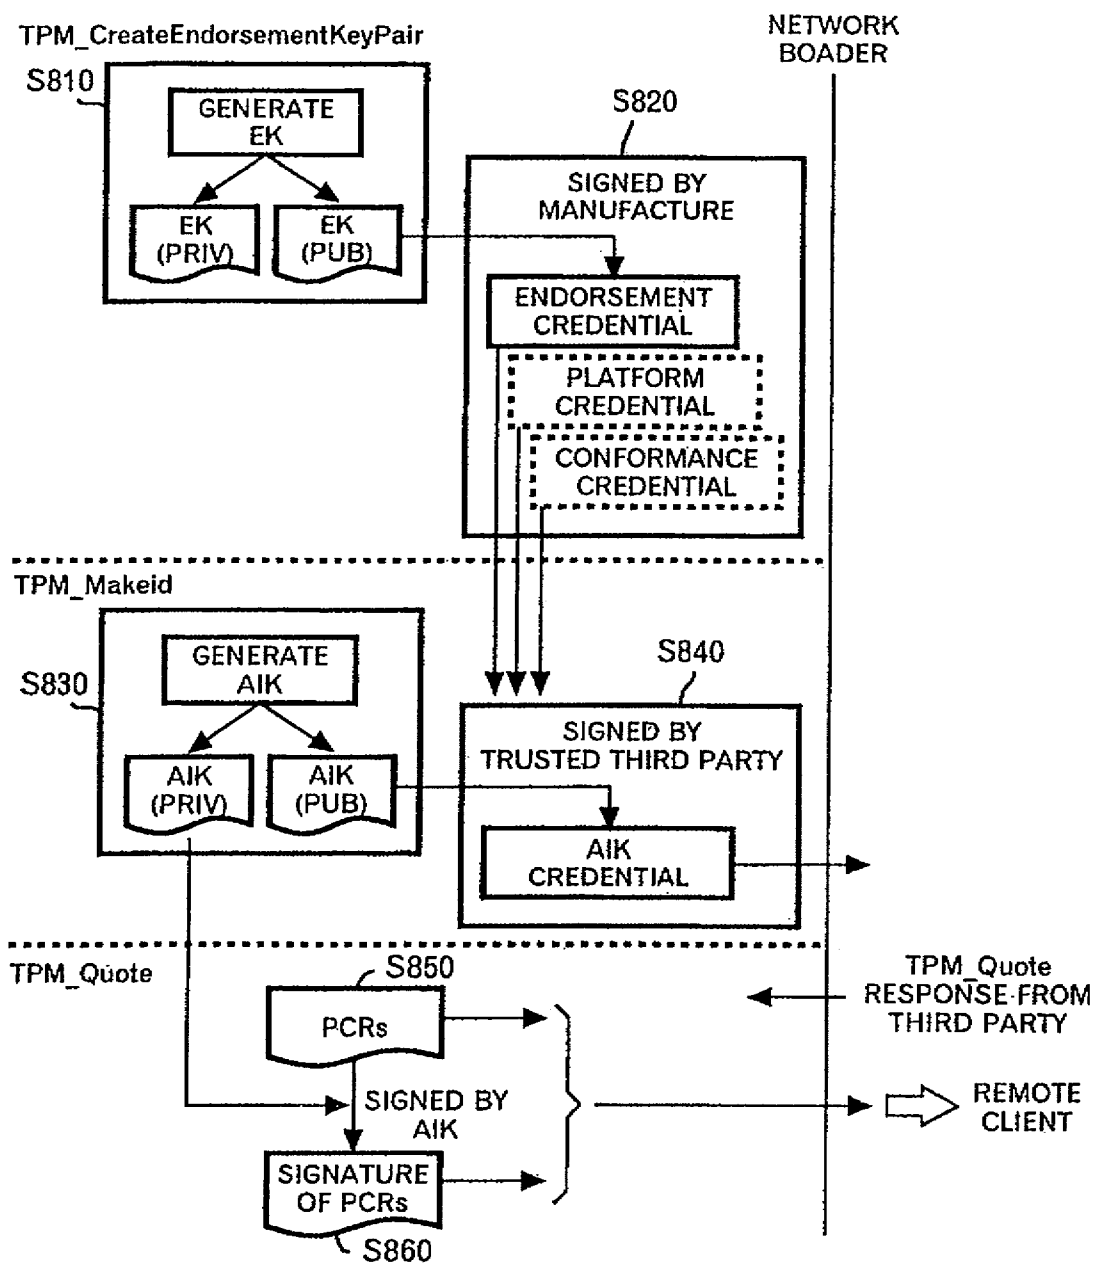 TPM_CreateEndorsementKeyPair
NETWORK
BOADER
S810
GENERATE
EK
EK
(PRIV)
EK
(PUB)
S820
SIGNED BY
MANUFACTURE
ENDORSEMENT
CREDENTIAL
PLATFORM
CREDENTIAL
CONFORMANCE
CREDENTIAL
TPM_Makeid
S830
GENERATE
AIK
AIK
(PRIV)
AIK
(PUB)
S840
SIGNED BY
TRUSTED THIRD PARTY
AIK
CREDENTIAL
TPM_Quote
S850
PCRs
SIGNED BY
AIK
SIGNATURE
OF PCRs
S860
TPM_Quote
RESPONSE FROM
THIRD PARTY
REMOTE
CLIENT